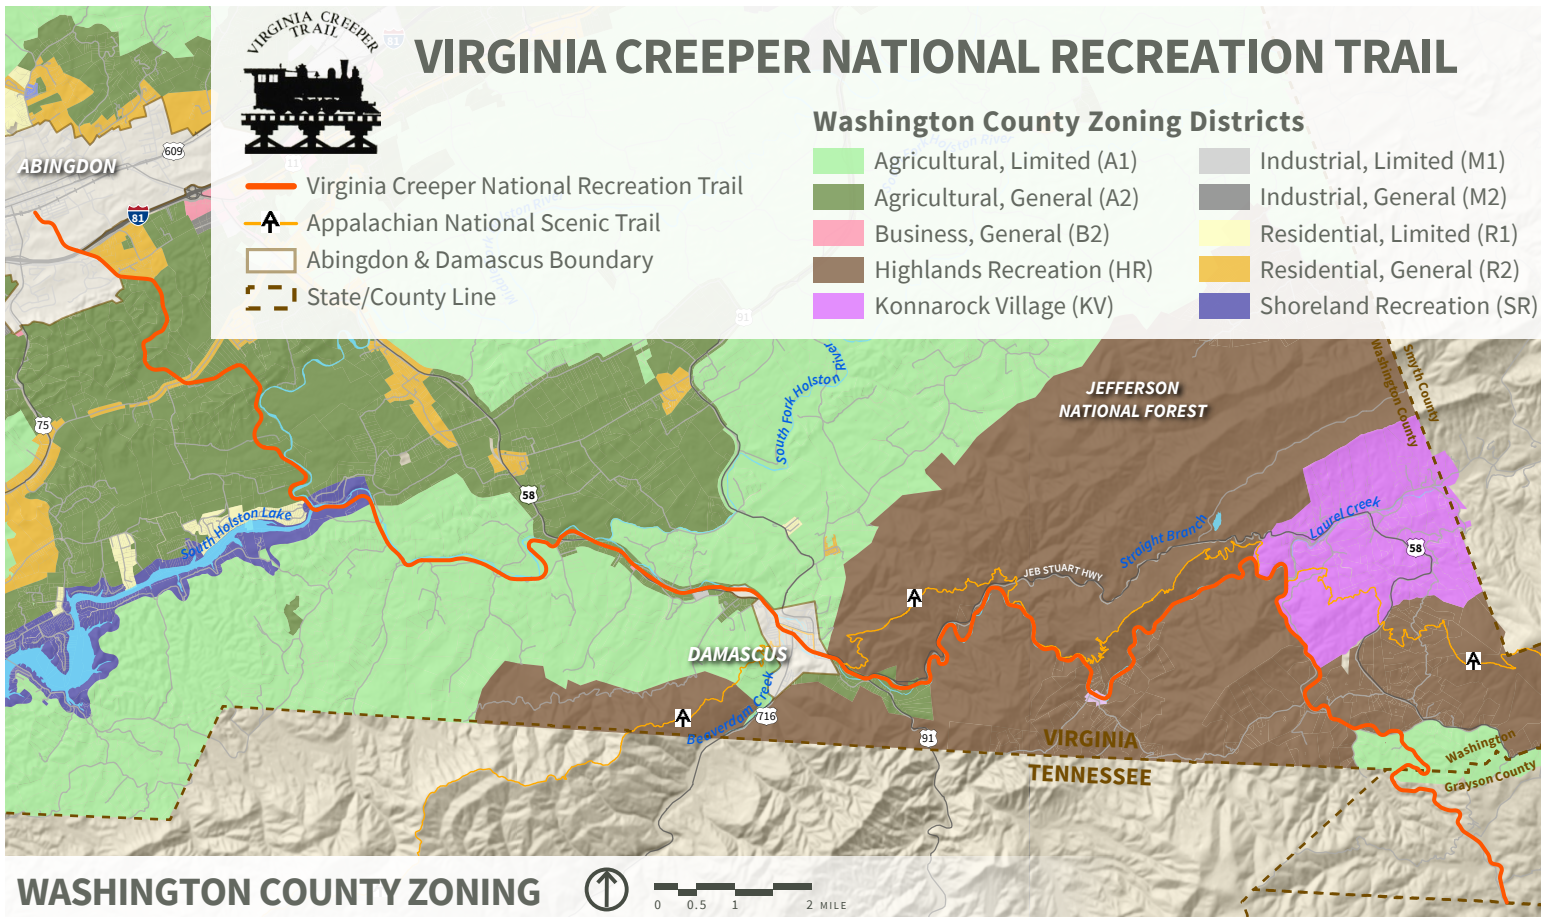 VIRGINIA CREEPER
TRAIL
VIRGINIA CREEPER NATIONAL RECREATION TRAIL
Virginia Creeper National Recreation Trail
Appalachian National Scenic Trail
Abingdon & Damascus Boundary
State/County Line
Washington County Zoning Districts
Agricultural, Limited (A1)
Agricultural, General (A2)
Business, General (B2)
Highlands Recreation (HR)
Konnarock Village (KV)
Industrial, Limited (M1)
Industrial, General (M2)
Residential, Limited (R1)
Residential, General (R2)
Shoreland Recreation (SR)
81
11
91
609
ABINGDON
81
75
58
South Holston Lake
South Fork Holston River
JEFFERSON
NATIONAL FOREST
Smyth County
Washington County
Straight Branch
Laurel Creek
58
JEB STUART HWY
DAMASCUS
Beaverdam Creek
716
91
VIRGINIA
TENNESSEE
Washington
Grayson County
WASHINGTON COUNTY ZONING
0 0.5 1 2 MILE